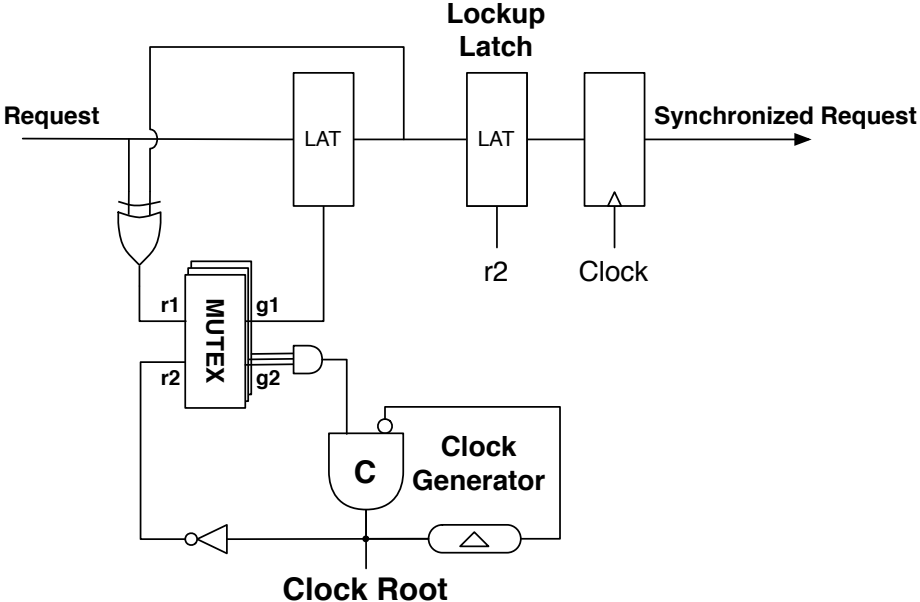 Lockup
Latch
Request
LAT
LAT
Synchronized Request
r2
Clock
r1
g1
MUTEX
r2
g2
C
Clock
Generator
Clock Root